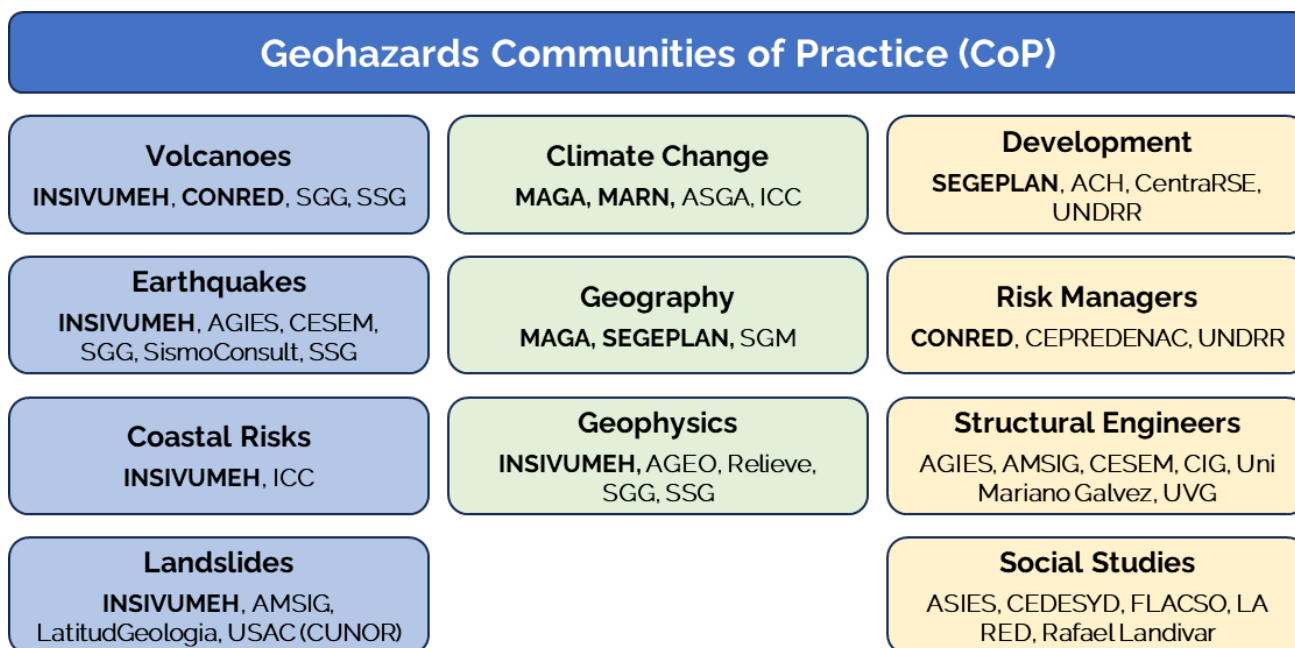 Geohazards Communities of Practice (CoP)
Volcanoes
INSIVUMEH, CONRED, SGG, SSG
Earthquakes
INSIVUMEH, AGIES, CESEM,
SGG, SismoConsult, SSG
Coastal Risks
INSIVUMEH, ICC
Landslides
INSIVUMEH, AMSIG,
LatitudGeologia, USAC (CUNOR)
Climate Change
MAGA, MARN, ASGA, ICC
Geography
MAGA, SEGEPLAN, SGM
Geophysics
INSIVUMEH, AGEO, Relieve,
SGG, SSG
Development
SEGEPLAN, ACH, CentraRSE,
UNDRR
Risk Managers
CONRED, CEPREDENAC, UNDRR
Structural Engineers
AGIES, AMSIG, CESEM, CIG, Uni
Mariano Galvez, UVG
Social Studies
ASIES, CEDESYD, FLACSO, LA
RED, Rafael Landivar